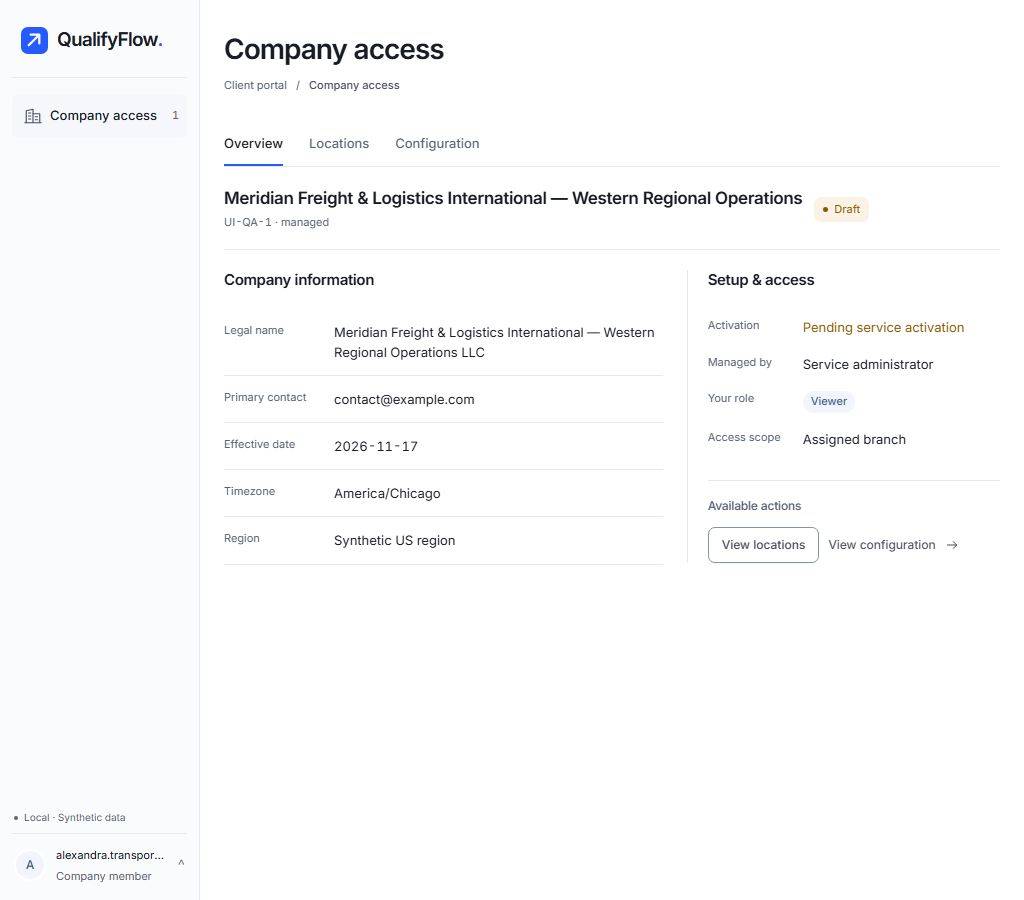 QualifyFlow.
Company access 1
Local · Synthetic data
A
alexandra.transpor...
Company member
Company access
Client portal / Company access
Overview Locations Configuration
Meridian Freight & Logistics International — Western Regional Operations
• Draft
UI-QA-1 · managed
Company information
Legal name
Meridian Freight & Logistics International — Western
Regional Operations LLC
Primary contact contact@example.com
Effective date 2026-11-17
Timezone America/Chicago
Region Synthetic US region
Setup & access
Activation Pending service activation
Managed by Service administrator
Your role Viewer
Access scope Assigned branch
Available actions
View locations View configuration →